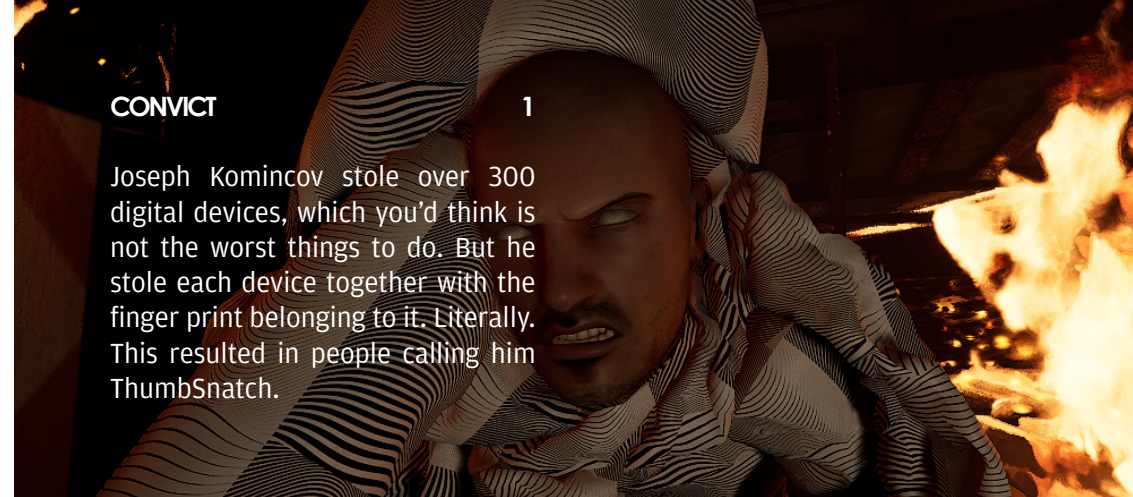 CONVICT 1
Joseph Komincov stole over 300
digital devices, which you’d think is
not the worst things to do. But he
stole each device together with the
finger print belonging to it. Literally.
This resulted in people calling him
ThumbSnatch.